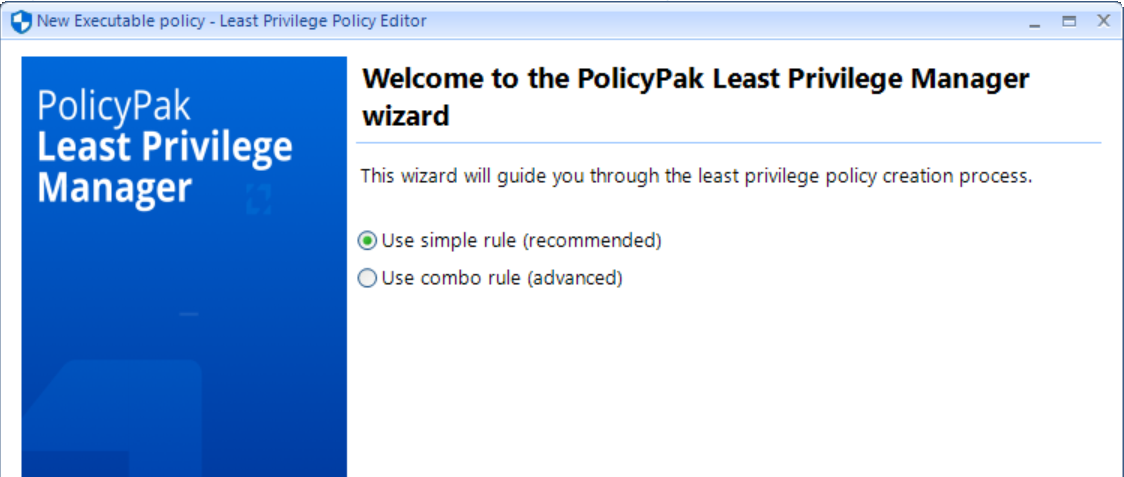 New Executable policy - Least Privilege Policy Editor
PolicyPak
Least Privilege
Manager
Welcome to the PolicyPak Least Privilege Manager
wizard
This wizard will guide you through the least privilege policy creation process.
Use simple rule (recommended)
Use combo rule (advanced)